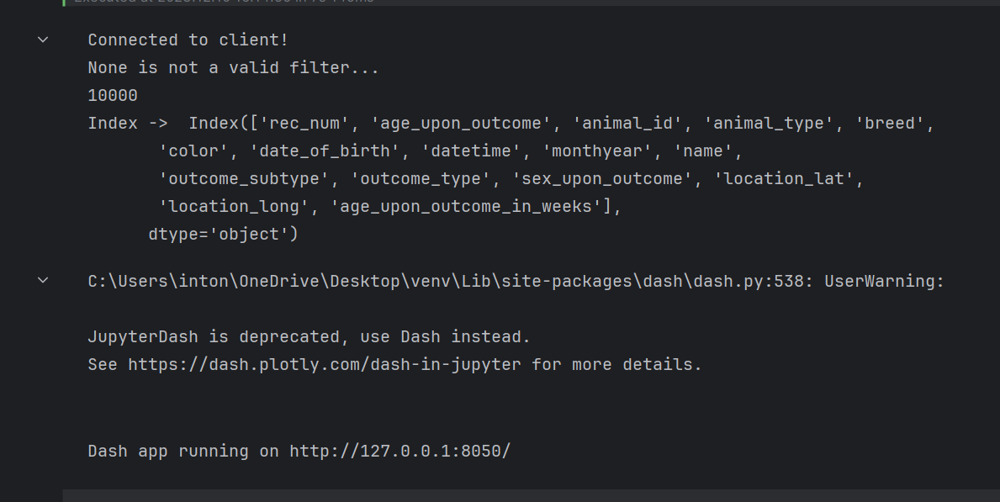 Connected to client!
None is not a valid filter...
10000
Index ->  Index(['rec_num', 'age_upon_outcome', 'animal_id', 'animal_type', 'breed',
       'color', 'date_of_birth', 'datetime', 'monthyear', 'name',
       'outcome_subtype', 'outcome_type', 'sex_upon_outcome', 'location_lat',
       'location_long', 'age_upon_outcome_in_weeks'],
      dtype='object')
C:\Users\inton\OneDrive\Desktop\venv\Lib\site-packages\dash\dash.py:538: UserWarning:
JupyterDash is deprecated, use Dash instead.
See https://dash.plotly.com/dash-in-jupyter for more details.
Dash app running on http://127.0.0.1:8050/